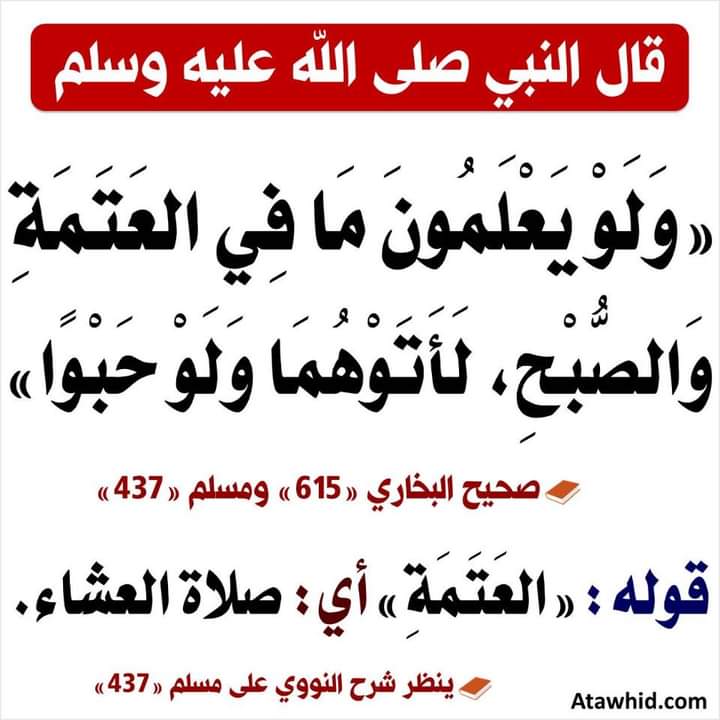 قال النبي صلى الله عليه وسلم
«وَلَوْ يَعْلَمُونَ مَا فِي العَتَمَةِ
وَالصُّبْحِ، لَأَتَوْهُمَا وَلَوْ حَبْوًا»
صحيح البخاري «615» ومسلم «437»
قوله : «العَتَمَةِ» أي: صلاة العشاء.
ينظر شرح النووي على مسلم «437»
Atawhid.com